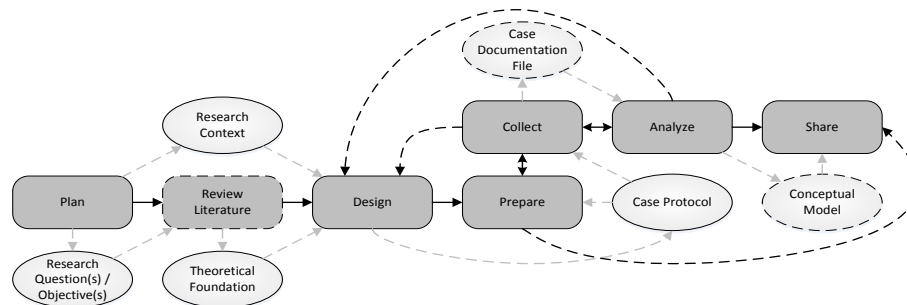 Case
Documentation
File
Research
Context
Collect
Analyze
Share
Plan
Review
Literature
Design
Prepare
Case Protocol
Conceptual
Model
Research
Question(s) /
Objective(s)
Theoretical
Foundation